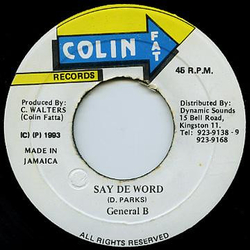 COLIN
FAT
RECORDS
45 R.P.M.
Produced By:
C. WALTERS
(Colin Fatta)
(C) (P) 1993
MADE IN
JAMAICA
Distributed By:
Dynamic Sounds
15 Bell Road,
Kingston 11.
Tel: 923-9138 - 9
923-9168
SAY DE WORD
(D. PARKS)
General B
ALL RIGHTS RESERVED